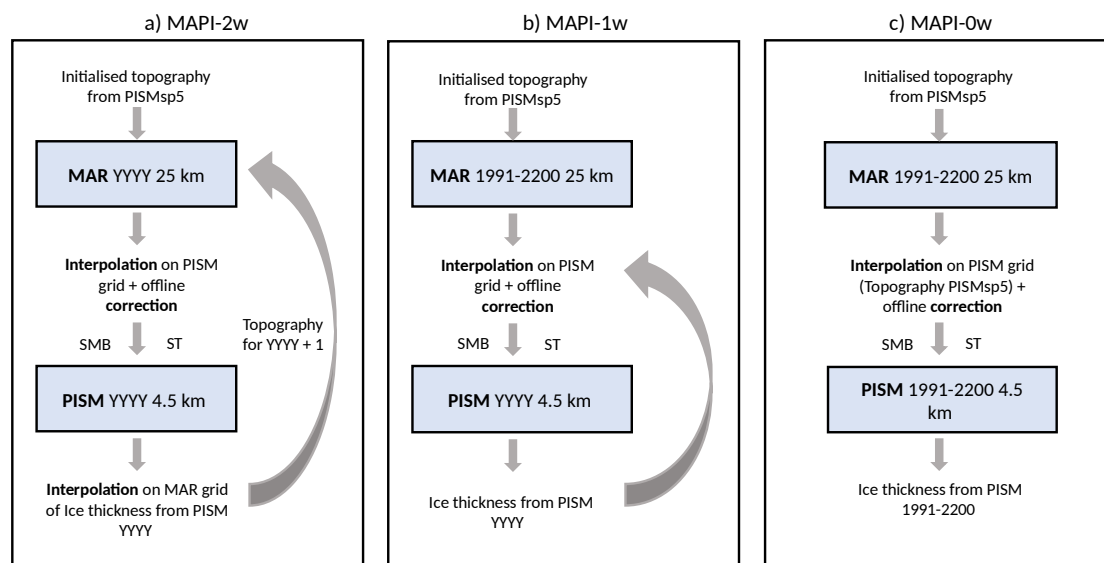 a) MAPI-2w
Initialised topography
from PISMsp5
MAR YYYY 25 km
Interpolation on PISM
grid + offline
correction
SMB
ST
Topography
for YYYY + 1
PISM YYYY 4.5 km
Interpolation on MAR grid
of Ice thickness from PISM
YYYY
b) MAPI-1w
Initialised topography
from PISMsp5
MAR 1991-2200 25 km
Interpolation on PISM
grid + offline
correction
SMB
ST
PISM YYYY 4.5 km
Ice thickness from PISM
YYYY
c) MAPI-0w
Initialised topography
from PISMsp5
MAR 1991-2200 25 km
Interpolation on PISM grid
(Topography PISMsp5) +
offline correction
SMB
ST
PISM 1991-2200 4.5
km
Ice thickness from PISM
1991-2200